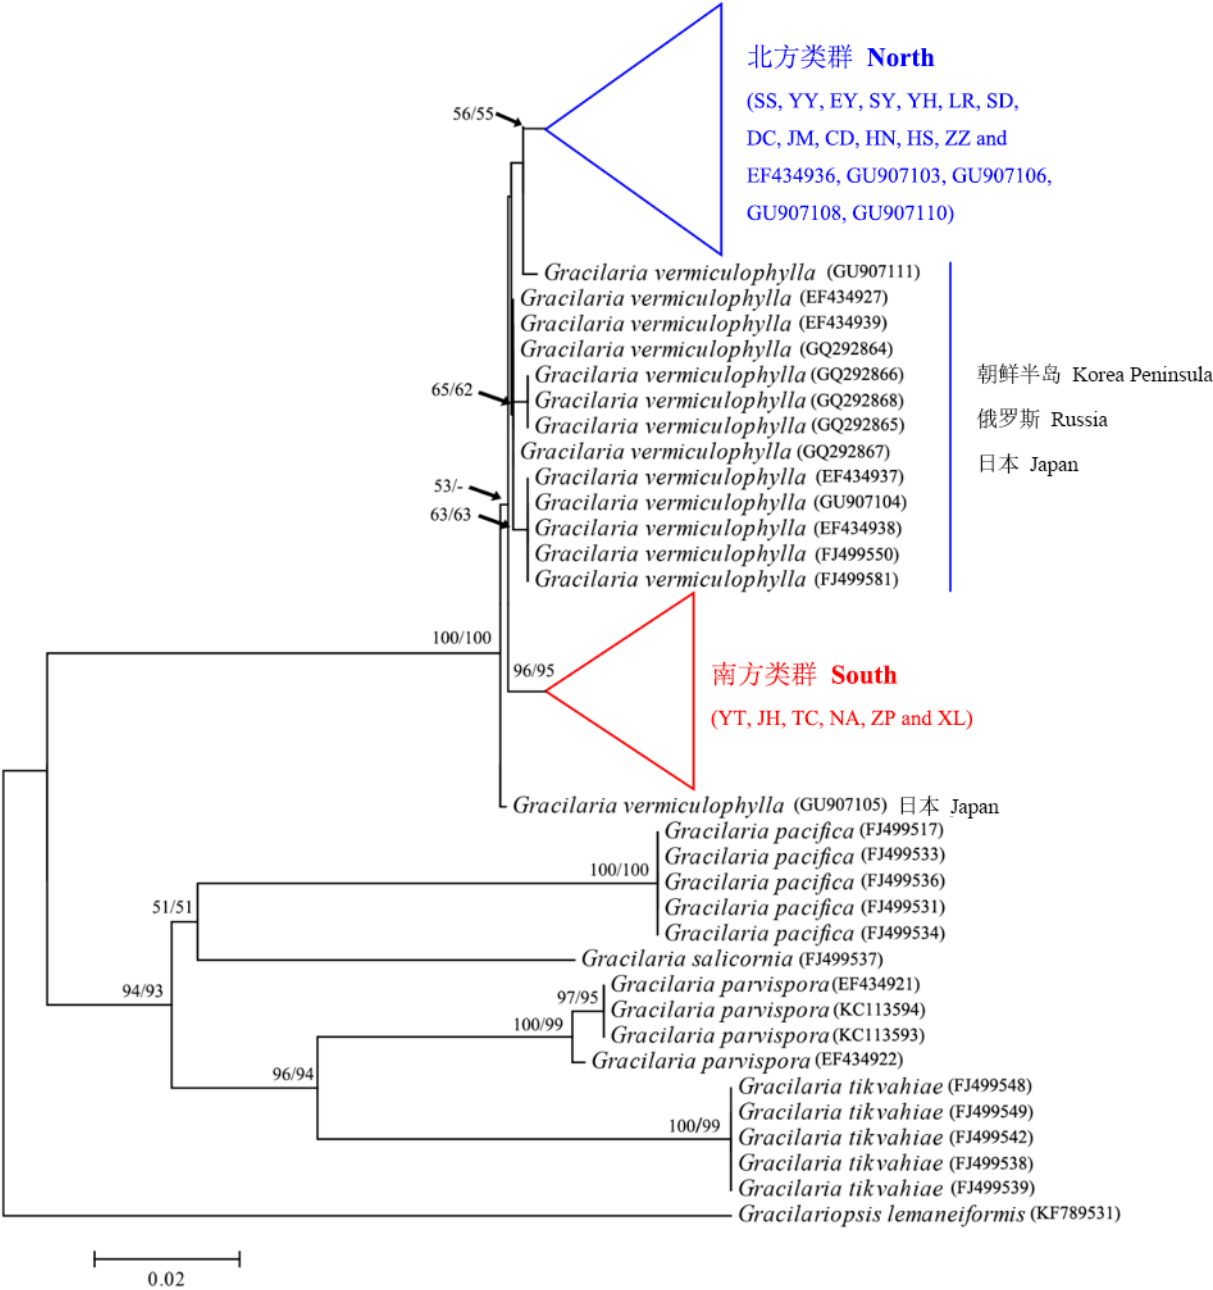 北方类群 North
(SS, YY, EY, SY, YH, LR, SD,
DC, JM, CD, HN, HS, ZZ and
EF434936, GU907103, GU907106,
GU907108, GU907110)
56/55
Gracilaria vermiculophylla (GU907111)
Gracilaria vermiculophylla (EF434927)
Gracilaria vermiculophylla (EF434939)
Gracilaria vermiculophylla (GQ292864)
Gracilaria vermiculophylla (GQ292866)
65/62
Gracilaria vermiculophylla (GQ292868)
Gracilaria vermiculophylla (GQ292865)
Gracilaria vermiculophylla (GQ292867)
Gracilaria vermiculophylla (EF434937)
53/-
Gracilaria vermiculophylla (GU907104)
63/63
Gracilaria vermiculophylla (EF434938)
Gracilaria vermiculophylla (FJ499550)
Gracilaria vermiculophylla (FJ499581)
朝鲜半岛 Korea Peninsula
俄罗斯 Russia
日本 Japan
100/100
96/95
南方类群 South
(YT, JH, TC, NA, ZP and XL)
Gracilaria vermiculophylla (GU907105) 日本 Japan
Gracilaria pacifica (FJ499517)
Gracilaria pacifica (FJ499533)
100/100
Gracilaria pacifica (FJ499536)
Gracilaria pacifica (FJ499531)
Gracilaria pacifica (FJ499534)
51/51
Gracilaria salicornia (FJ499537)
94/93
Gracilaria parvispora (EF434921)
97/95
Gracilaria parvispora (KC113594)
100/99
Gracilaria parvispora (KC113593)
Gracilaria parvispora (EF434922)
96/94
Gracilaria tikvahiae (FJ499548)
Gracilaria tikvahiae (FJ499549)
100/99
Gracilaria tikvahiae (FJ499542)
Gracilaria tikvahiae (FJ499538)
Gracilaria tikvahiae (FJ499539)
Gracilariopsis lemaneiformis (KF789531)
0.02